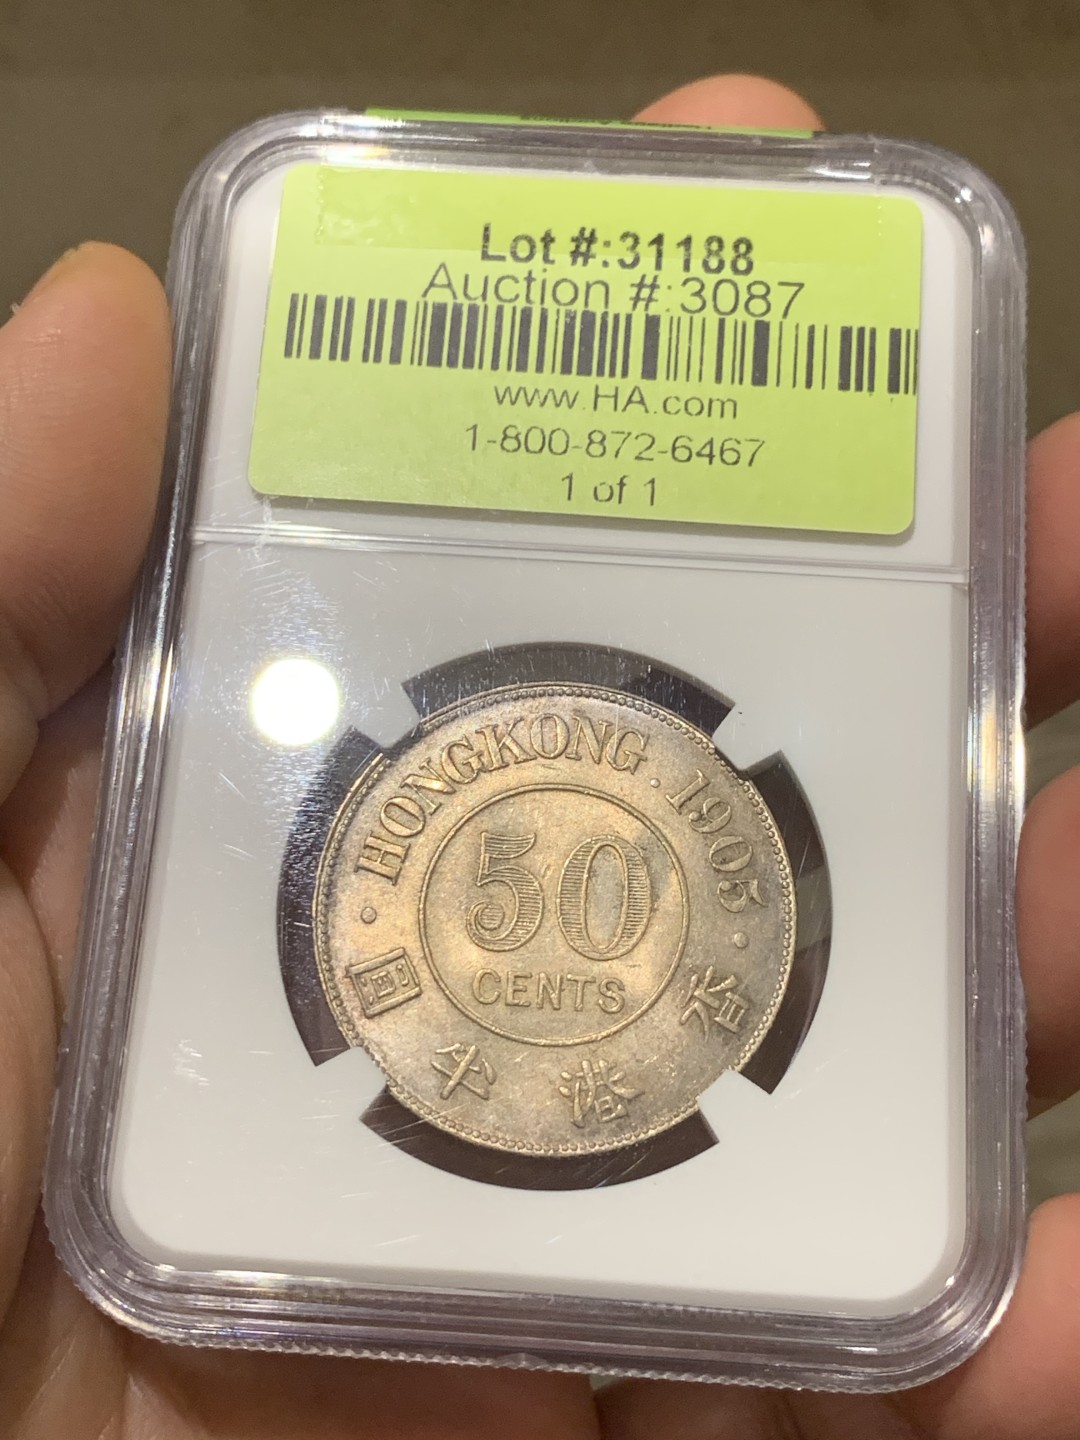 Lot #:31188
Auction #:3087
www.HA.com
1-800-872-6467
1 of 1
HONGKONG . 1905 .
50
CENTS
香港半圓